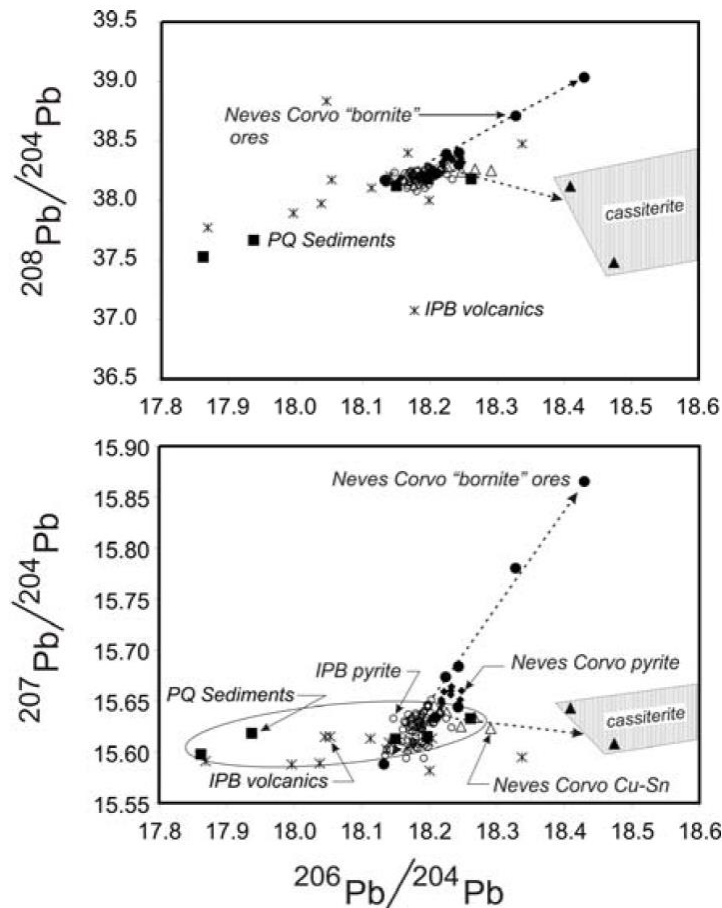 39.5
39.0
38.5
38.0
37.5
37.0
36.5
208Pb/204Pb
Neves Corvo “bornite”
ores
cassiterite
PQ Sediments
IPB volcanics
17.8 17.9 18.0 18.1 18.2 18.3 18.4 18.5 18.6
15.90
15.85
15.80
15.75
15.70
15.65
15.60
15.55
207Pb/204Pb
Neves Corvo “bornite” ores
IPB pyrite
Neves Corvo pyrite
PQ Sediments
cassiterite
IPB volcanics
Neves Corvo Cu-Sn
17.8 17.9 18.0 18.1 18.2 18.3 18.4 18.5 18.6
206Pb/204Pb